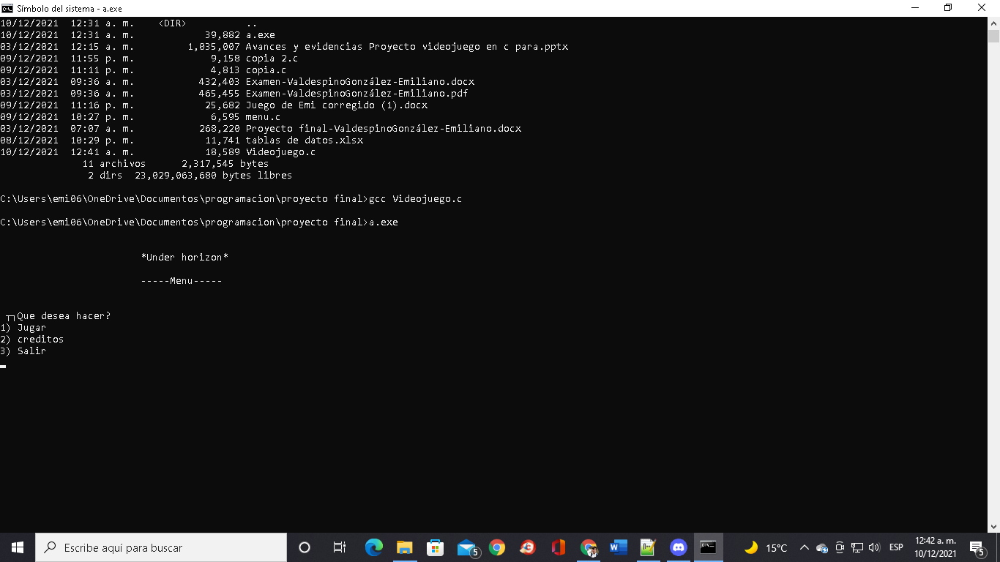 Símbolo del sistema - a.exe
10/12/2021  12:31 a. m.    <DIR>          ..
10/12/2021  12:31 a. m.            39,882 a.exe
03/12/2021  12:15 a. m.         1,035,007 Avances y evidencias Proyecto videojuego en c para.pptx
09/12/2021  11:55 p. m.             9,158 copia 2.c
09/12/2021  11:11 p. m.             4,813 copia.c
03/12/2021  09:36 a. m.           432,403 Examen-ValdespinoGonzález-Emiliano.docx
03/12/2021  09:36 a. m.           465,455 Examen-ValdespinoGonzález-Emiliano.pdf
09/12/2021  11:16 p. m.            25,682 Juego de Emi corregido (1).docx
09/12/2021  10:27 p. m.             6,595 menu.c
03/12/2021  07:07 a. m.           268,220 Proyecto final-ValdespinoGonzález-Emiliano.docx
08/12/2021  10:29 p. m.            11,741 tablas de datos.xlsx
10/12/2021  12:41 a. m.            18,589 Videojuego.c
11 archivos      2,317,545 bytes
2 dirs  23,029,063,680 bytes libres
C:\Users\emi06\OneDrive\Documentos\programacion\proyecto final>gcc Videojuego.c
C:\Users\emi06\OneDrive\Documentos\programacion\proyecto final>a.exe
*Under horizon*
-----Menu-----
┬┐Que desea hacer?
1) Jugar
2) creditos
3) Salir
Escribe aquí para buscar
5
15°C
ESP
12:42 a. m.
10/12/2021
5